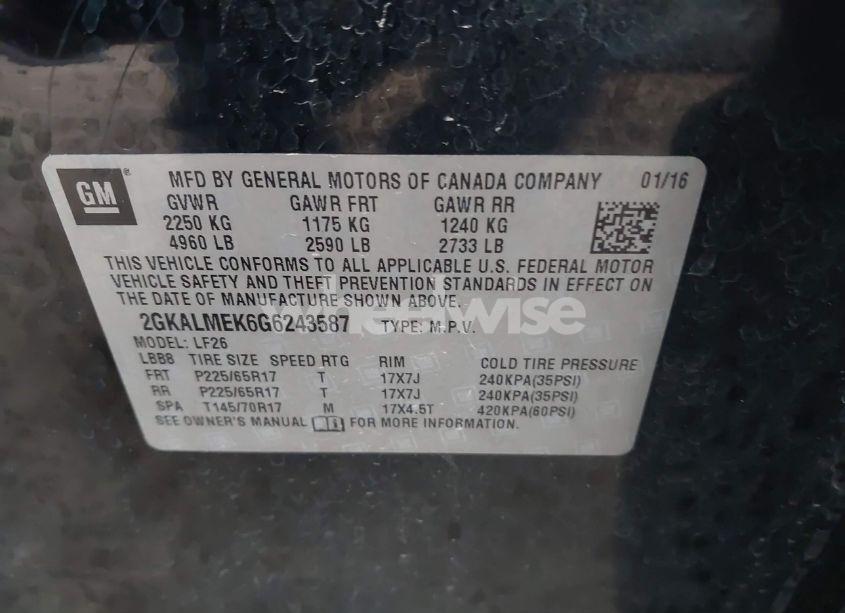 GM ®
MFD BY GENERAL MOTORS OF CANADA COMPANY 01/16
GVWR GAWR FRT GAWR RR
2250 KG 1175 KG 1240 KG
4960 LB 2590 LB 2733 LB
THIS VEHICLE CONFORMS TO ALL APPLICABLE U.S. FEDERAL MOTOR
VEHICLE SAFETY AND THEFT PREVENTION STANDARDS IN EFFECT ON
THE DATE OF MANUFACTURE SHOWN ABOVE.
2GKALMEK6G6243587 TYPE: M.P.V.
wheelwise
MODEL: LF26
LBB8 TIRE SIZE SPEED RTG RIM COLD TIRE PRESSURE
FRT P225/65R17 T 17X7J 240KPA(35PSI)
RR P225/65R17 T 17X7J 240KPA(35PSI)
SPA T145/70R17 M 17X4.5T 420KPA(60PSI)
SEE OWNER'S MANUAL FOR MORE INFORMATION.